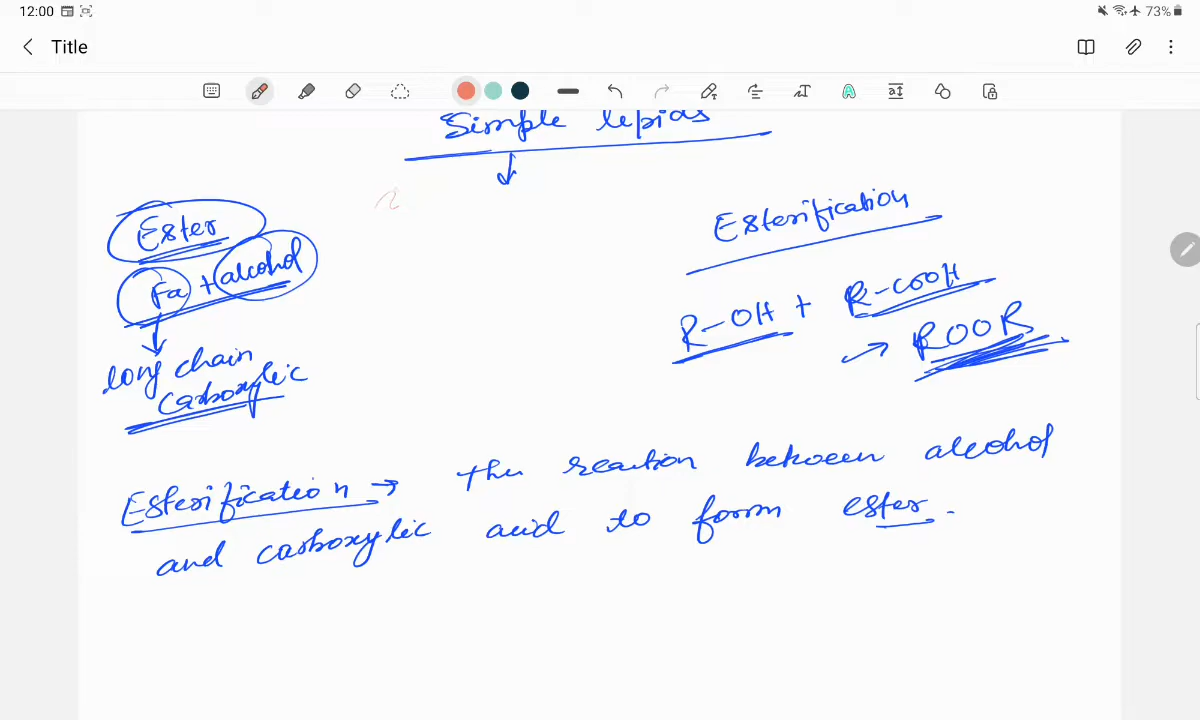 12:00
73%
Title
Simple lepids
Ester
Fa + alcohol
long chain
carboxylic
Esterification
R-OH + R-COOH
→ ROOR
Esterification → The reaction between alcohol
and carboxylic acid to form ester.